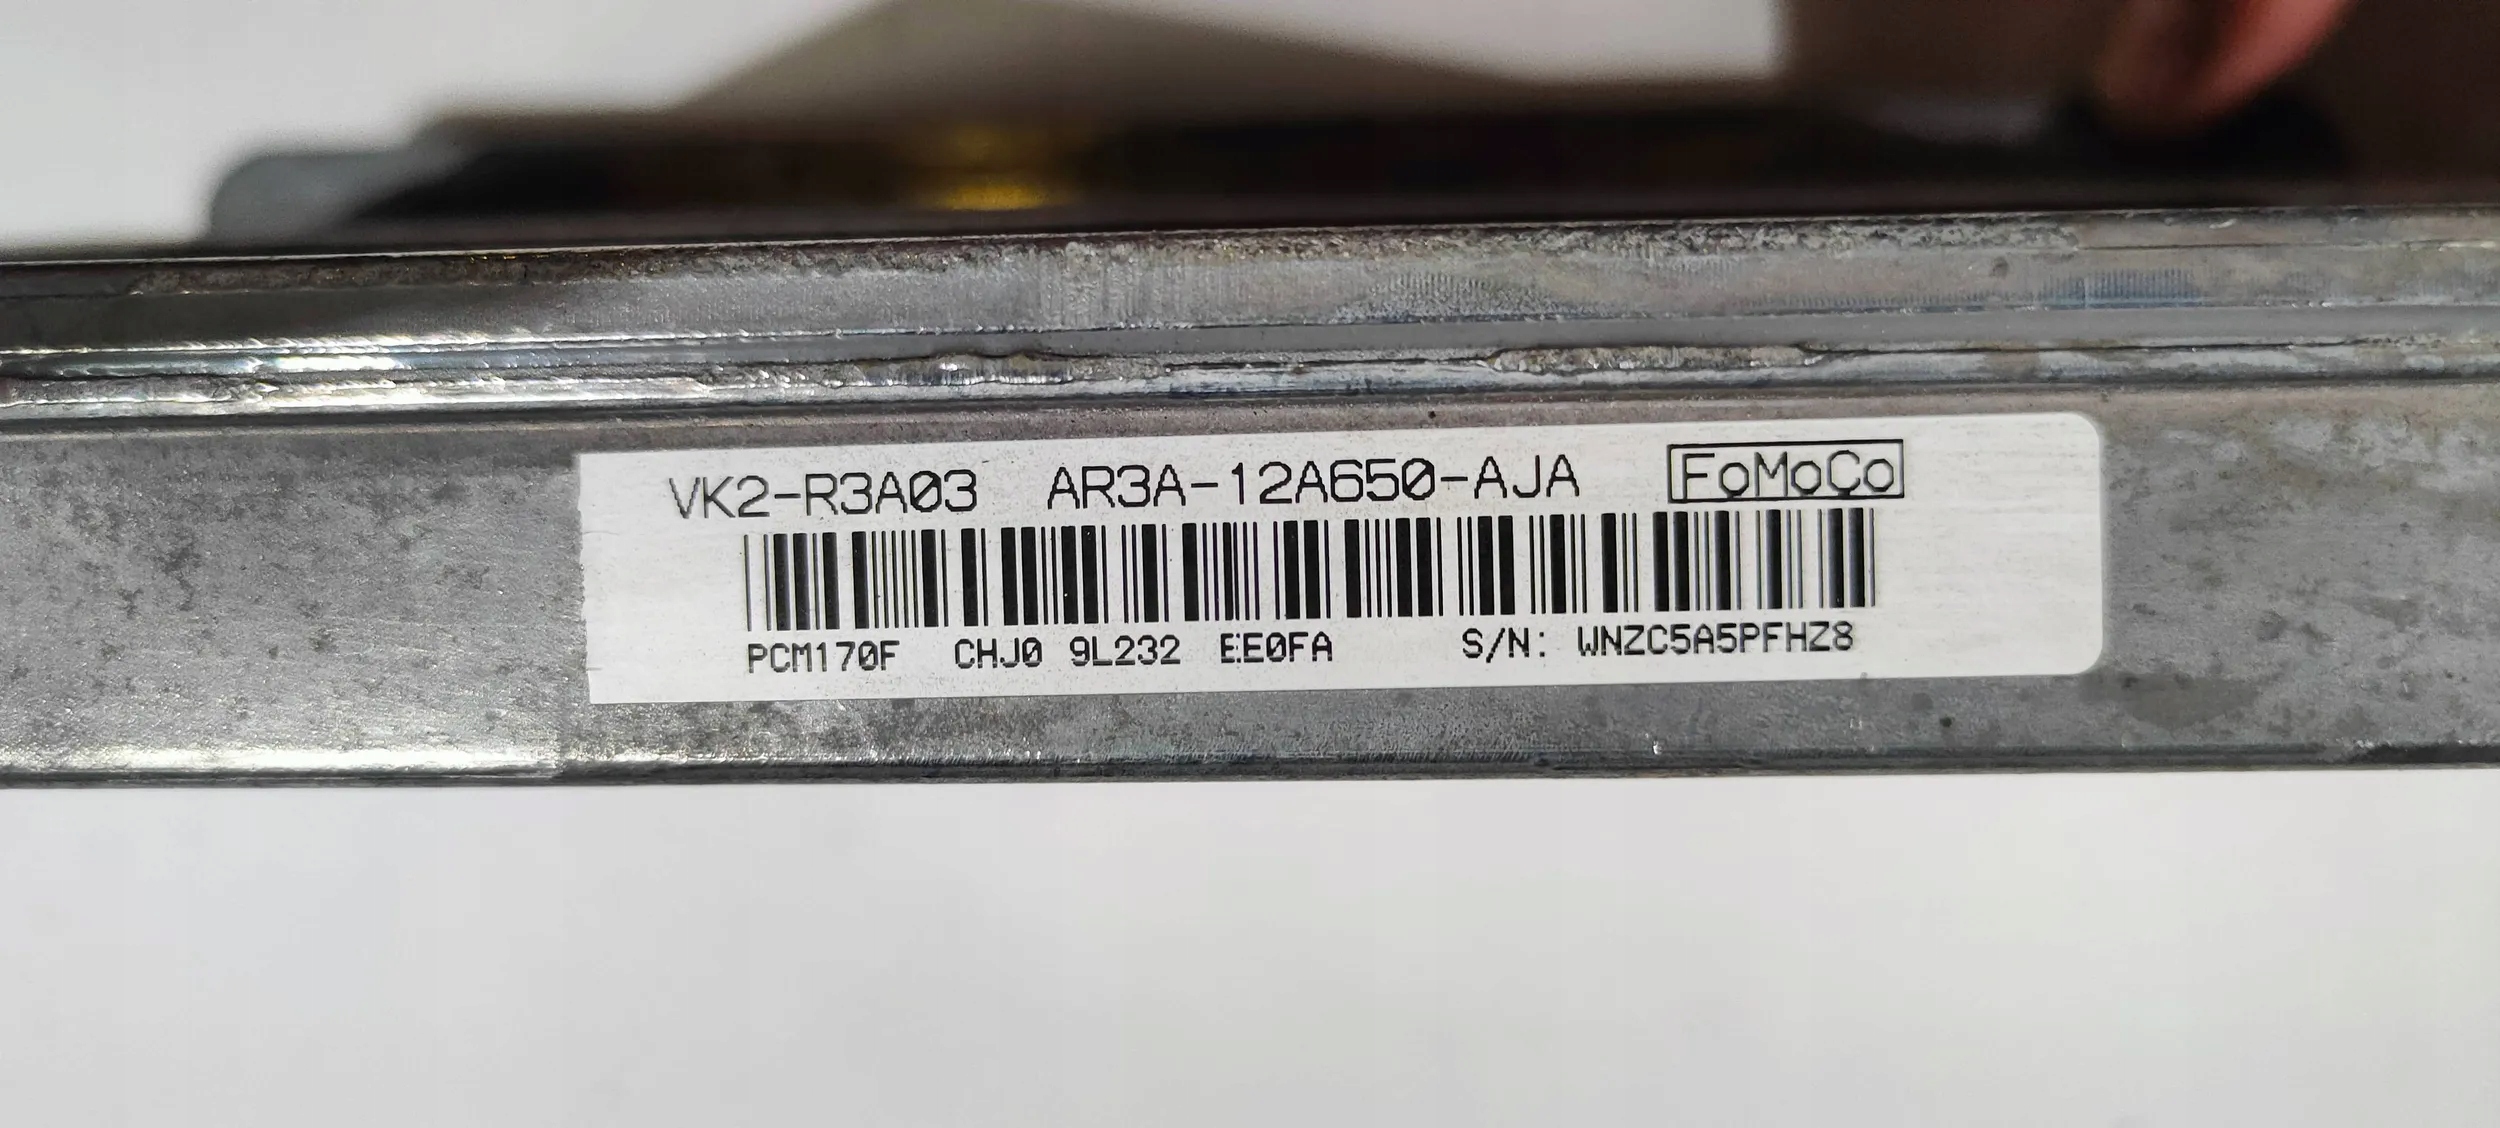 VK2-R3A03 AR3A-12A650-AJA FoMoCo
PCM170F CHJ0 9L232 EE0FA S/N: WNZC5A5PFHZ8